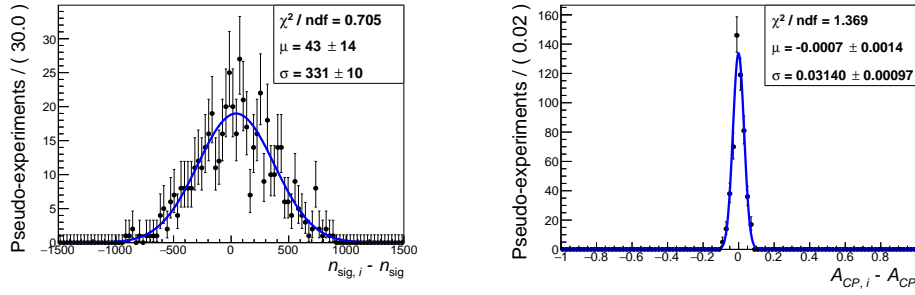 Pseudo-experiments / ( 30.0 )
35
30
25
20
15
10
5
0
χ² / ndf = 0.705
μ = 43 ± 14
σ = 331 ± 10
−1500 −1000 −500 0 500 1000 1500
n_sig, i - n_sig
Pseudo-experiments / ( 0.02 )
160
140
120
100
80
60
40
20
0
χ² / ndf = 1.369
μ = -0.0007 ± 0.0014
σ = 0.03140 ± 0.00097
−1 −0.8 −0.6 −0.4 −0.2 0 0.2 0.4 0.6 0.8
A_CP, i - A_CP